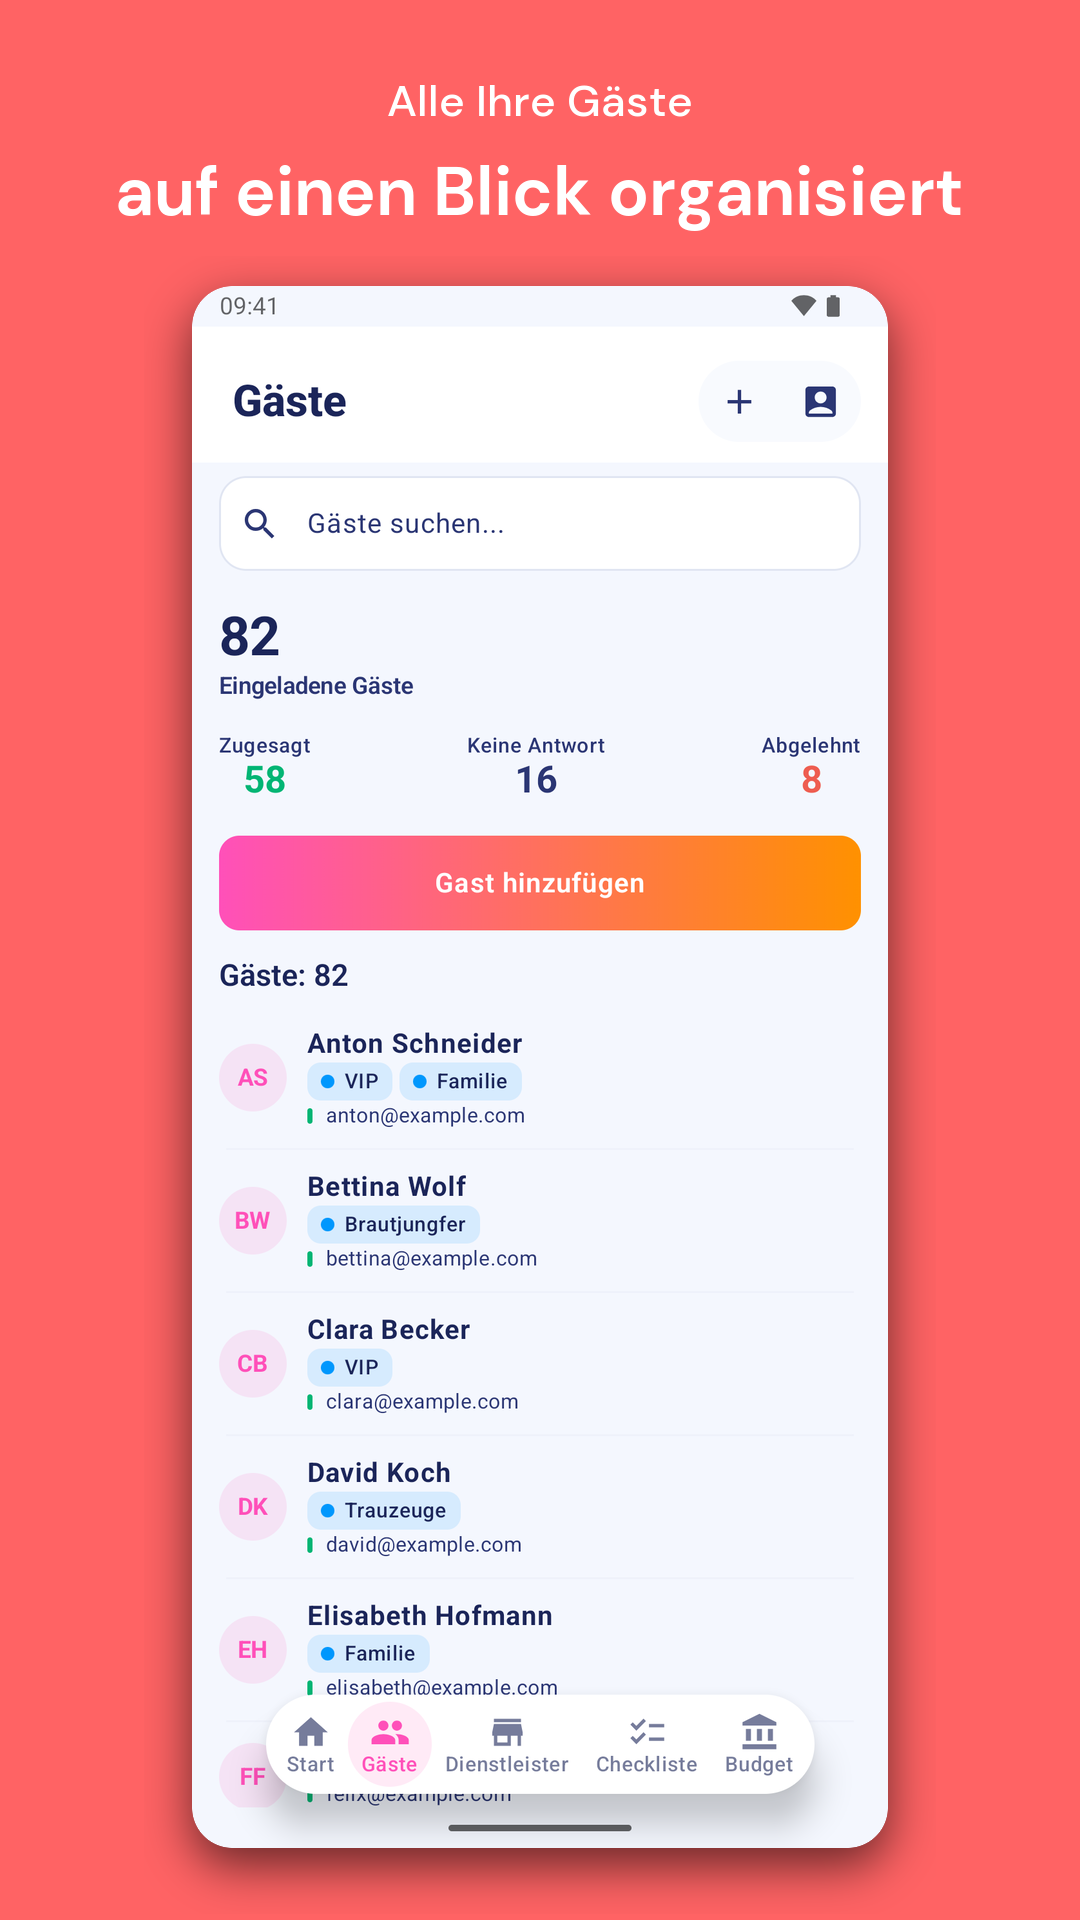 Alle Ihre Gäste
auf einen Blick organisiert
09:41
Gäste
Gäste suchen...
82
Eingeladene Gäste
Zugesagt Keine Antwort Abgelehnt
58 16 8
Gast hinzufügen
Gäste: 82
Anton Schneider
AS VIP Familie
anton@example.com
Bettina Wolf
BW Brautjungfer
bettina@example.com
Clara Becker
CB VIP
clara@example.com
David Koch
DK Trauzeuge
david@example.com
Elisabeth Hofmann
EH Familie
elisabeth@example.com
Start Gäste Dienstleister Checkliste Budget
FF
felix@example.com